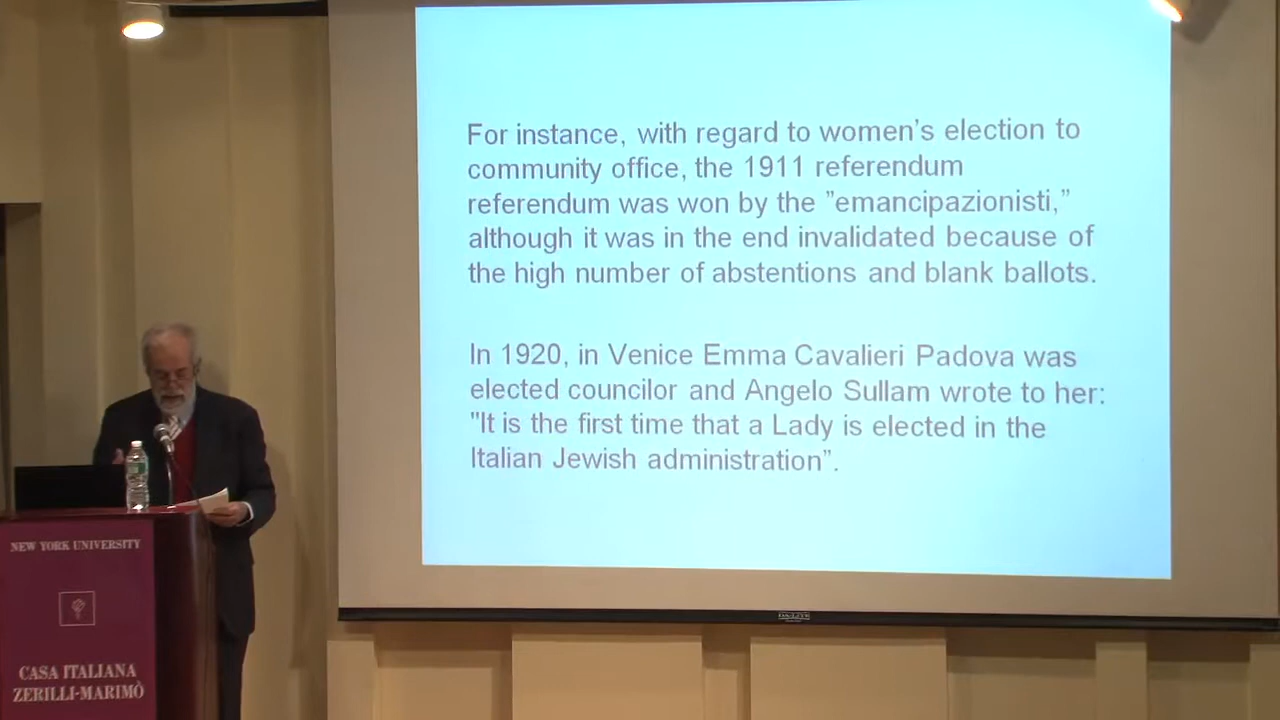 For instance, with regard to women's election to
community office, the 1911 referendum
referendum was won by the ”emancipazionisti,”
although it was in the end invalidated because of
the high number of abstentions and blank ballots.
In 1920, in Venice Emma Cavalieri Padova was
elected councilor and Angelo Sullam wrote to her:
"It is the first time that a Lady is elected in the
Italian Jewish administration”.
NEW YORK UNIVERSITY
CASA ITALIANA
ZERILLI-MARIMÒ